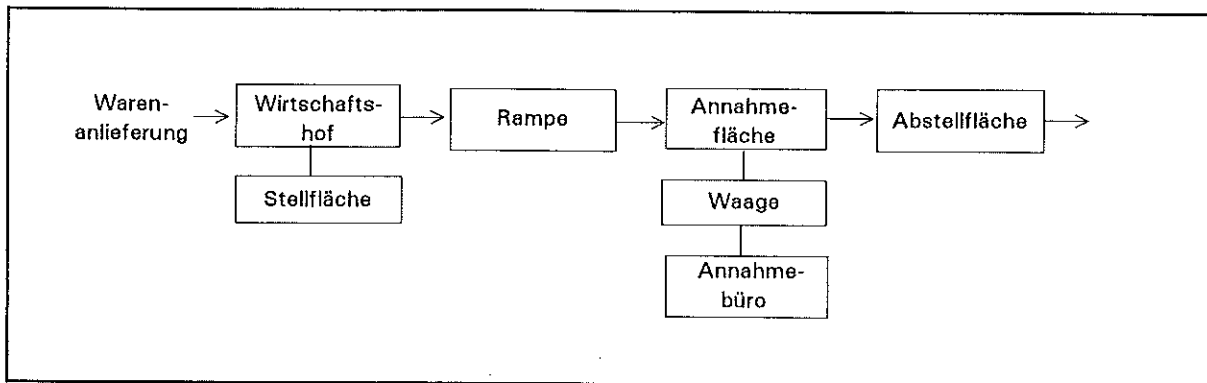 Waren-
anlieferung
Wirtschafts-
hof
Stellfläche
Rampe
Annahme-
fläche
Waage
Annahme-
büro
Abstellfläche